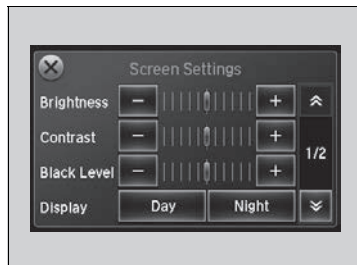 Screen Settings
Brightness − +
Contrast − +
1/2
Black Level − +
Display Day Night